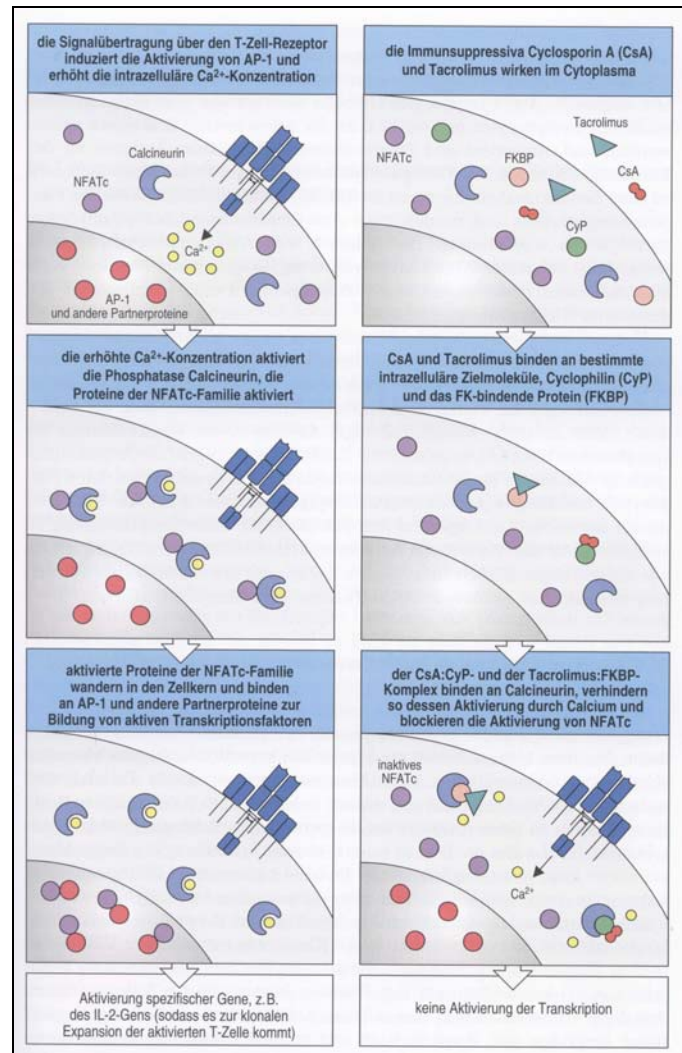 die Signalübertragung über den T-Zell-Rezeptor
induziert die Aktivierung von AP-1 und
erhöht die intrazelluläre Ca²⁺-Konzentration
NFATc
Calcineurin
Ca²⁺
AP-1
und andere Partnerproteine
die erhöhte Ca²⁺-Konzentration aktiviert
die Phosphatase Calcineurin, die
Proteine der NFATc-Familie aktiviert
aktivierte Proteine der NFATc-Familie
wandern in den Zellkern und binden
an AP-1 und andere Partnerproteine zur
Bildung von aktiven Transkriptionsfaktoren
Aktivierung spezifischer Gene, z.B.
des IL-2-Gens (sodass es zur klonalen
Expansion der aktivierten T-Zelle kommt)
die Immunsuppressiva Cyclosporin A (CsA)
und Tacrolimus wirken im Cytoplasma
Tacrolimus
NFATc
FKBP
CsA
CyP
CsA und Tacrolimus binden an bestimmte
intrazelluläre Zielmoleküle, Cyclophilin (CyP)
und das FK-bindende Protein (FKBP)
der CsA:CyP- und der Tacrolimus:FKBP-
Komplex binden an Calcineurin, verhindern
so dessen Aktivierung durch Calcium und
blockieren die Aktivierung von NFATc
inaktives
NFATc
Ca²⁺
keine Aktivierung der Transkription